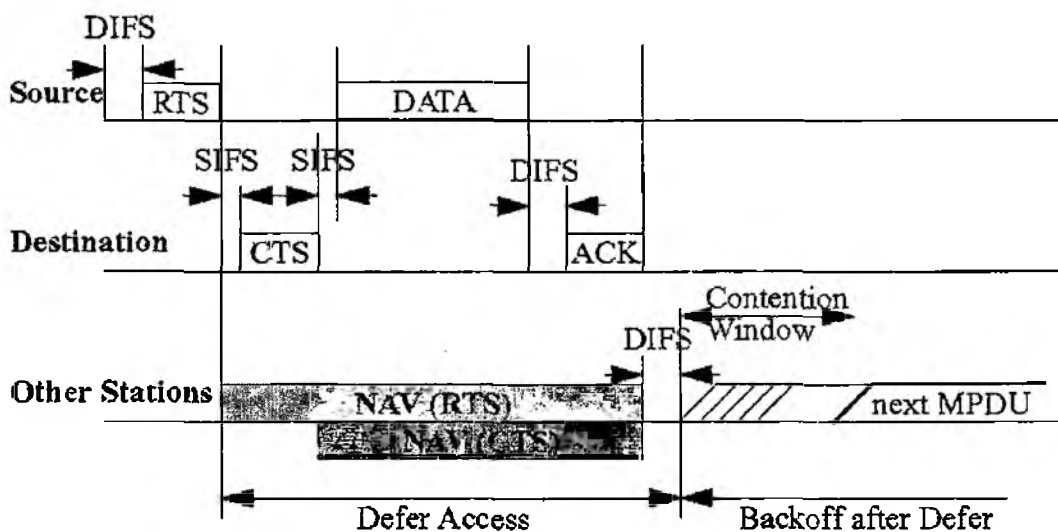 DIFS
Source
RTS
DATA
SIFS
SIFS
DIFS
Destination
CTS
ACK
Contention
Window
DIFS
Other Stations
NAV (RTS)
next MPDU
NAV (CTS)
Defer Access
Backoff after Defer